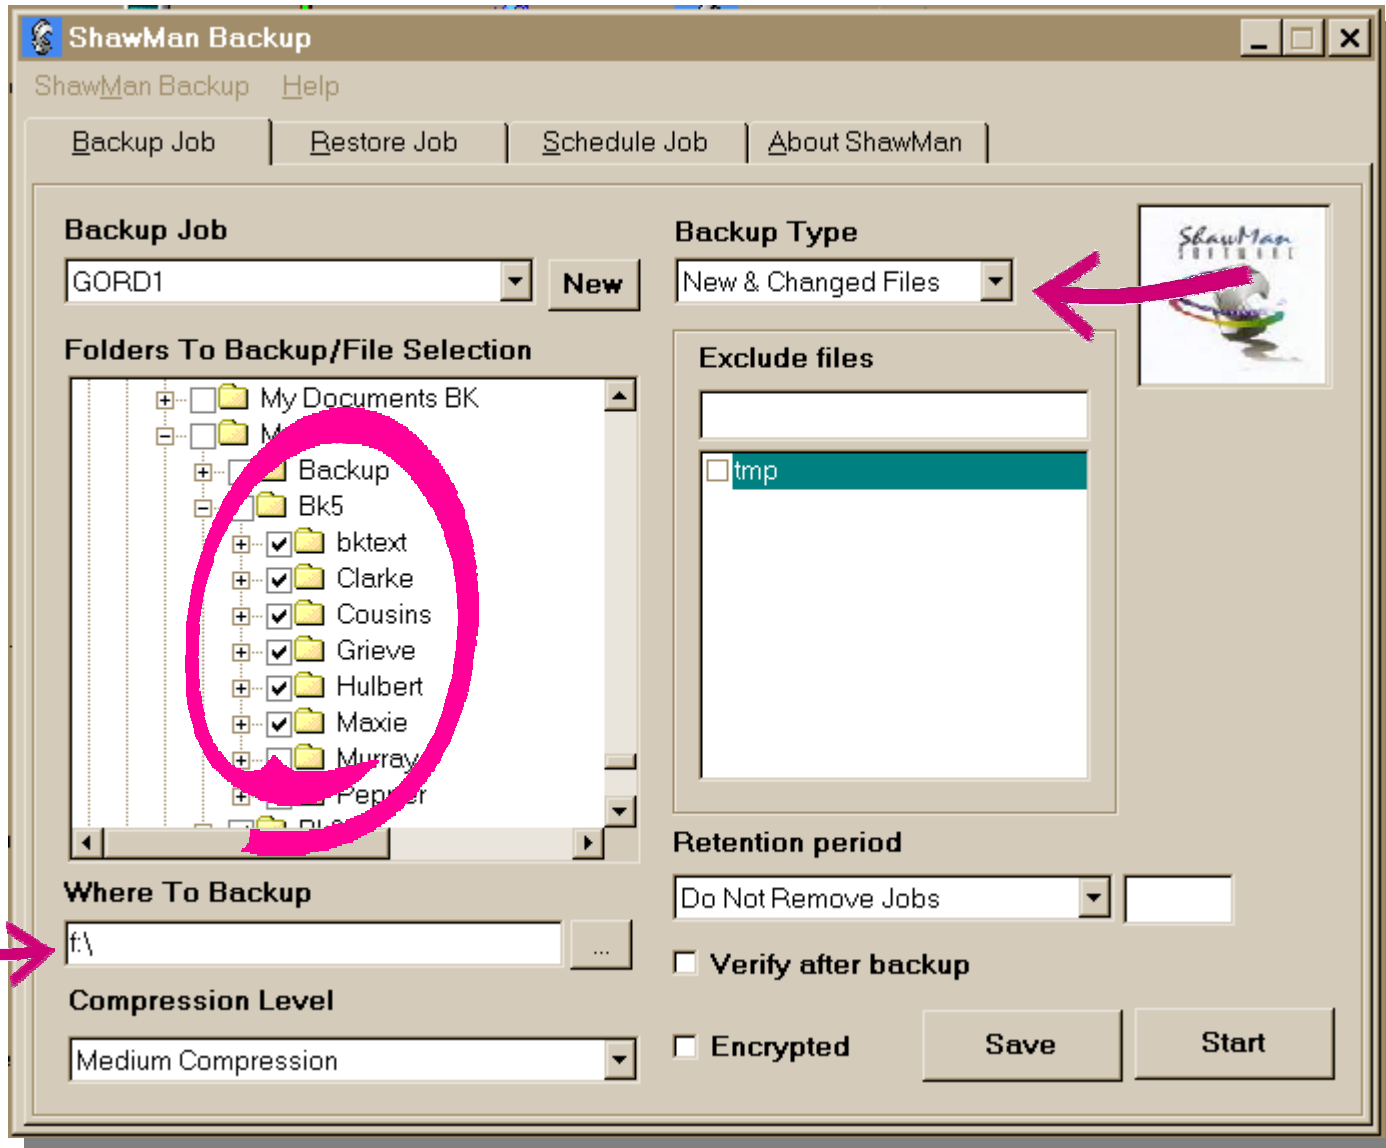 ShawMan Backup
ShawMan Backup Help
Backup Job Restore Job Schedule Job About ShawMan
Backup Job
GORD1
New
Backup Type
New & Changed Files
ShawMan
SOFTWARE
Folders To Backup/File Selection
My Documents BK
Backup
Bk5
bktext
Clarke
Cousins
Grieve
Hulbert
Maxie
Murray
Pepper
Exclude files
tmp
Where To Backup
f:\
...
Compression Level
Medium Compression
Retention period
Do Not Remove Jobs
Verify after backup
Encrypted
Save
Start